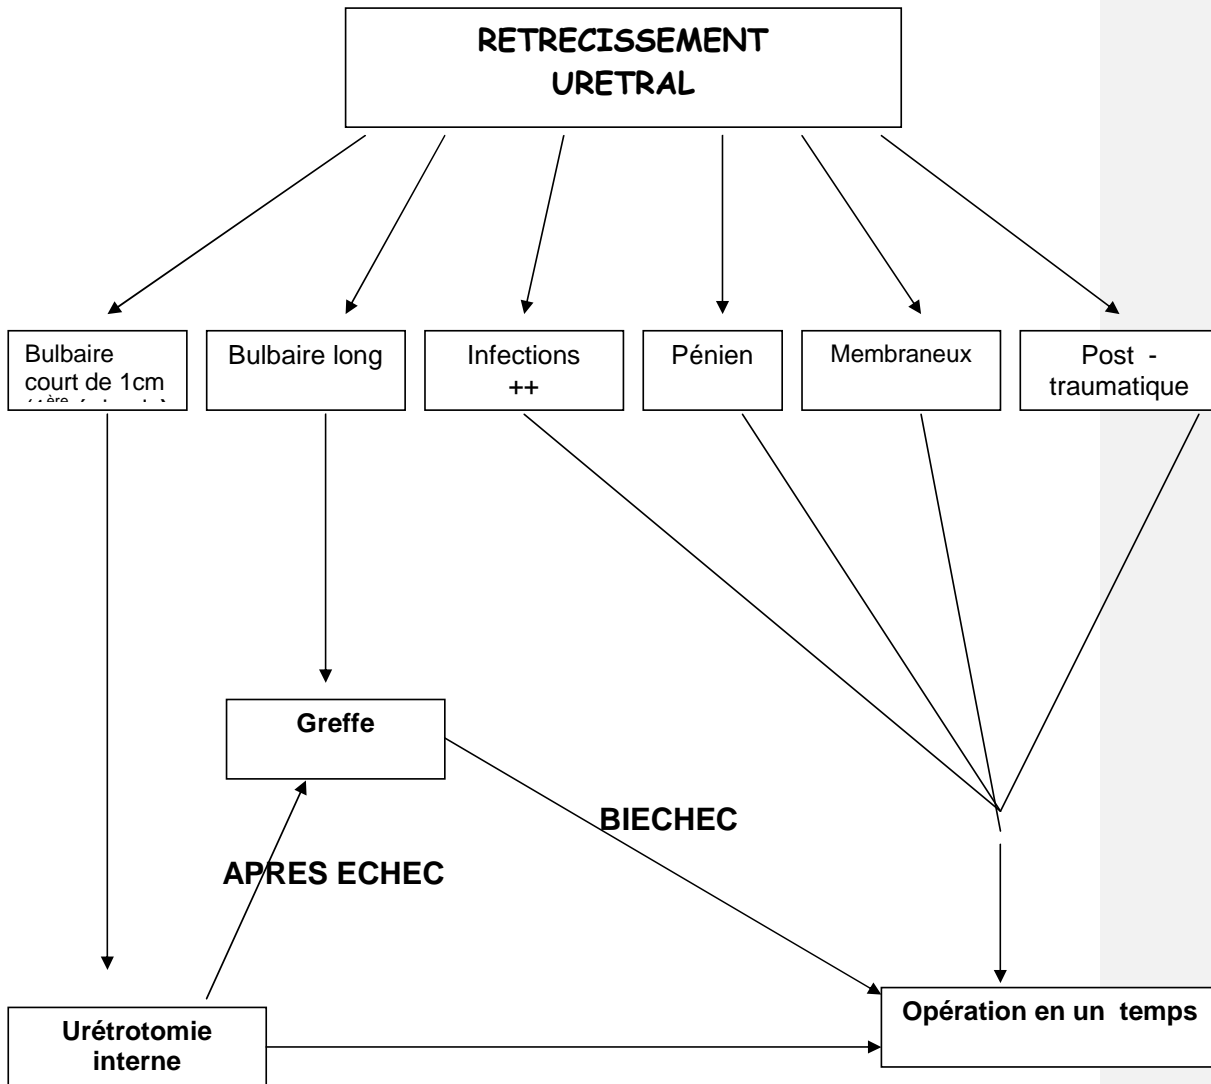 RETRECISSEMENT
URETRAL
Bulbaire
court de 1cm
Bulbaire long
Infections
++
Pénien
Membraneux
Post -
traumatique
Greffe
BIECHEC
APRES ECHEC
Opération en un temps
Urétrotomie
interne